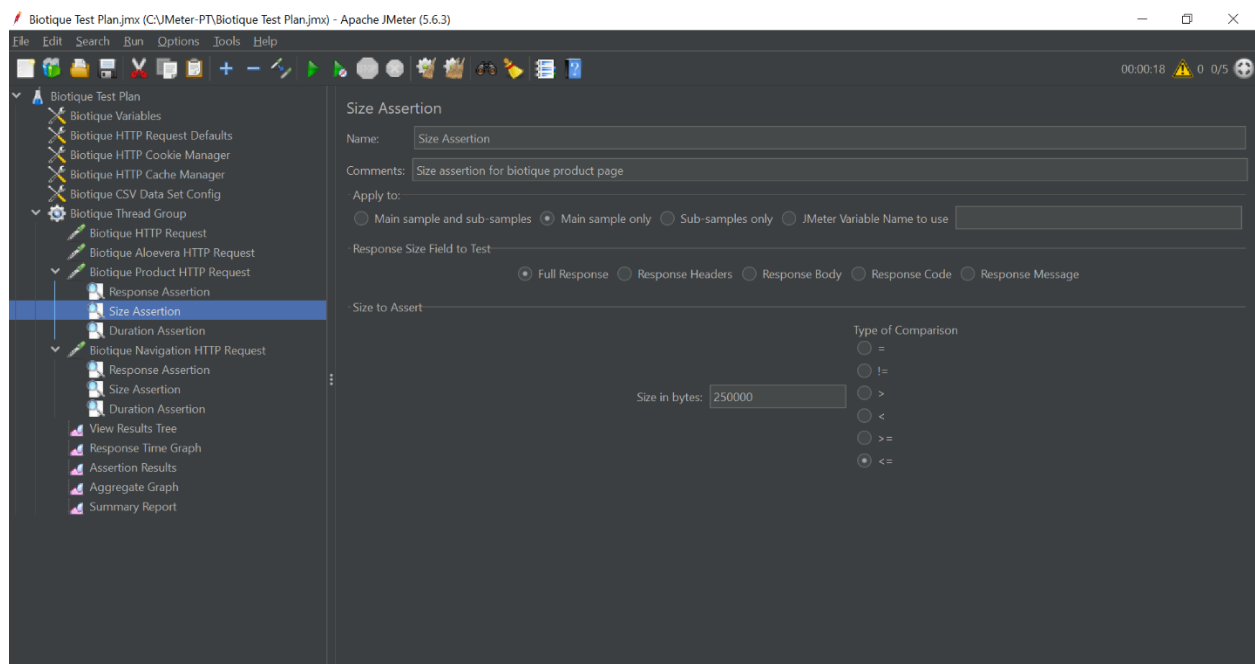 Biotique Test Plan.jmx (C:\JMeter-PT\Biotique Test Plan.jmx) - Apache JMeter (5.6.3)
File Edit Search Run Options Tools Help
00:00:18 0 0/5
Biotique Test Plan
Biotique Variables
Biotique HTTP Request Defaults
Biotique HTTP Cookie Manager
Biotique HTTP Cache Manager
Biotique CSV Data Set Config
Biotique Thread Group
Biotique HTTP Request
Biotique Aloevera HTTP Request
Biotique Product HTTP Request
Response Assertion
Size Assertion
Duration Assertion
Biotique Navigation HTTP Request
Response Assertion
Size Assertion
Duration Assertion
View Results Tree
Response Time Graph
Assertion Results
Aggregate Graph
Summary Report
Size Assertion
Name: Size Assertion
Comments: Size assertion for biotique product page
Apply to:
Main sample and sub-samples Main sample only Sub-samples only JMeter Variable Name to use
Response Size Field to Test
Full Response Response Headers Response Body Response Code Response Message
Size to Assert
Type of Comparison
=
!=
Size in bytes: 250000 >
<
>=
<=